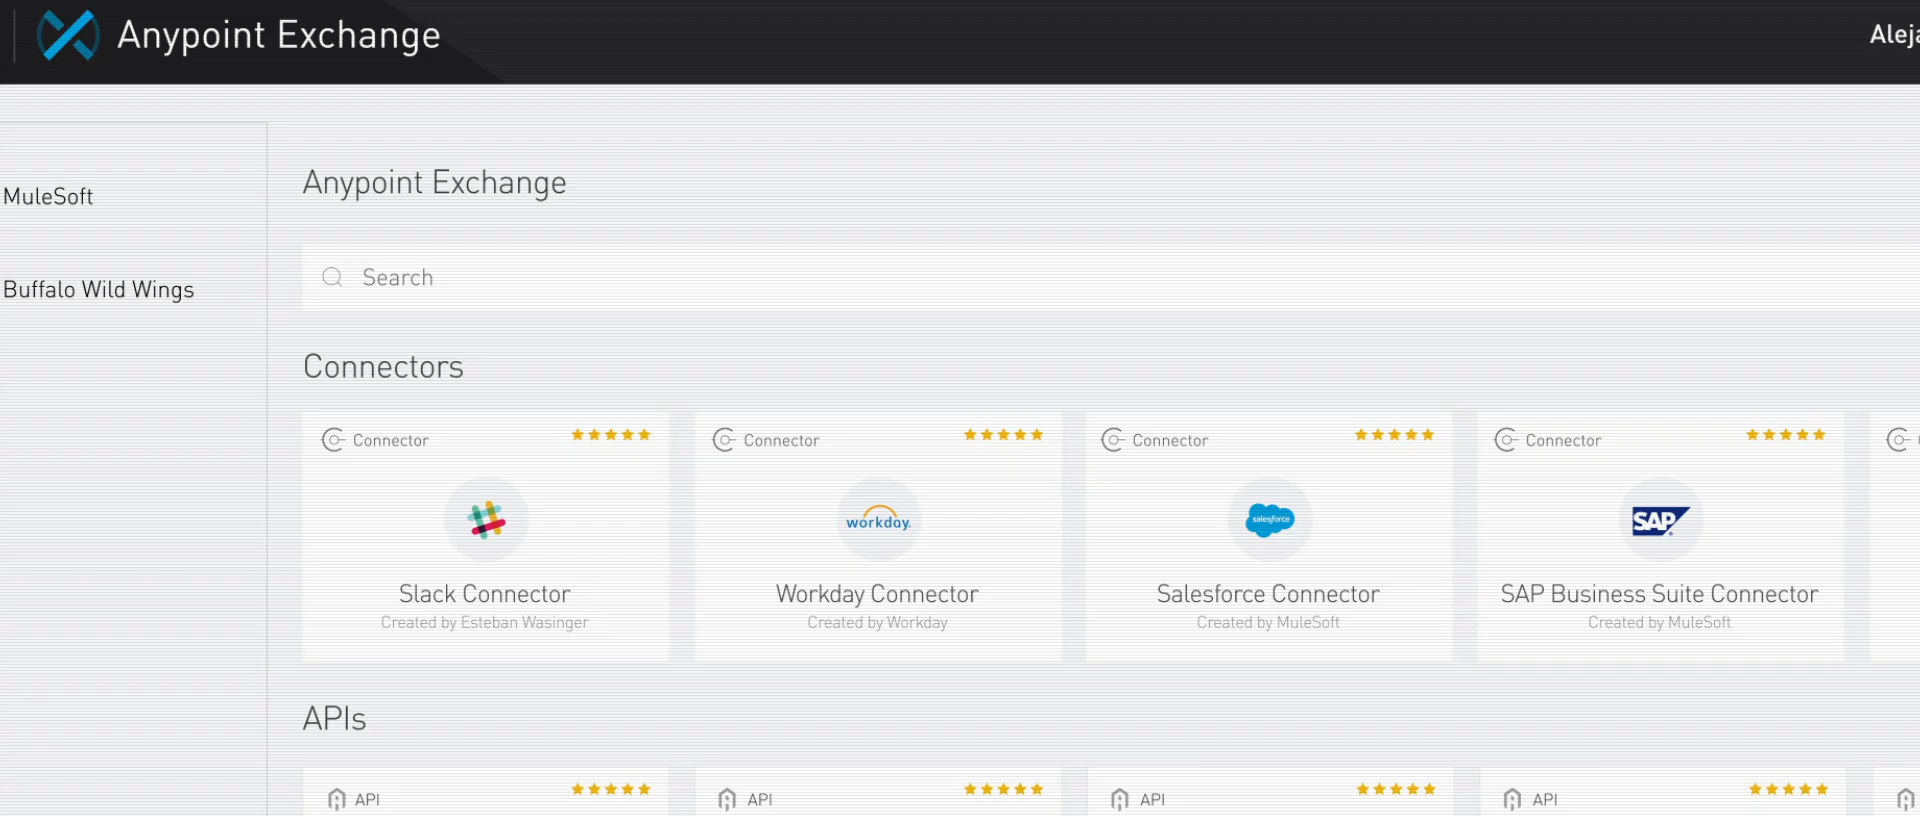 Anypoint Exchange
MuleSoft
Buffalo Wild Wings
Anypoint Exchange
Search
Connectors
Connector
Connector
Connector
Connector
workday.
salesforce
SAP
Slack Connector
Created by Esteban Wasinger
Workday Connector
Created by Workday
Salesforce Connector
Created by MuleSoft
SAP Business Suite Connector
Created by MuleSoft
APIs
API
API
API
API